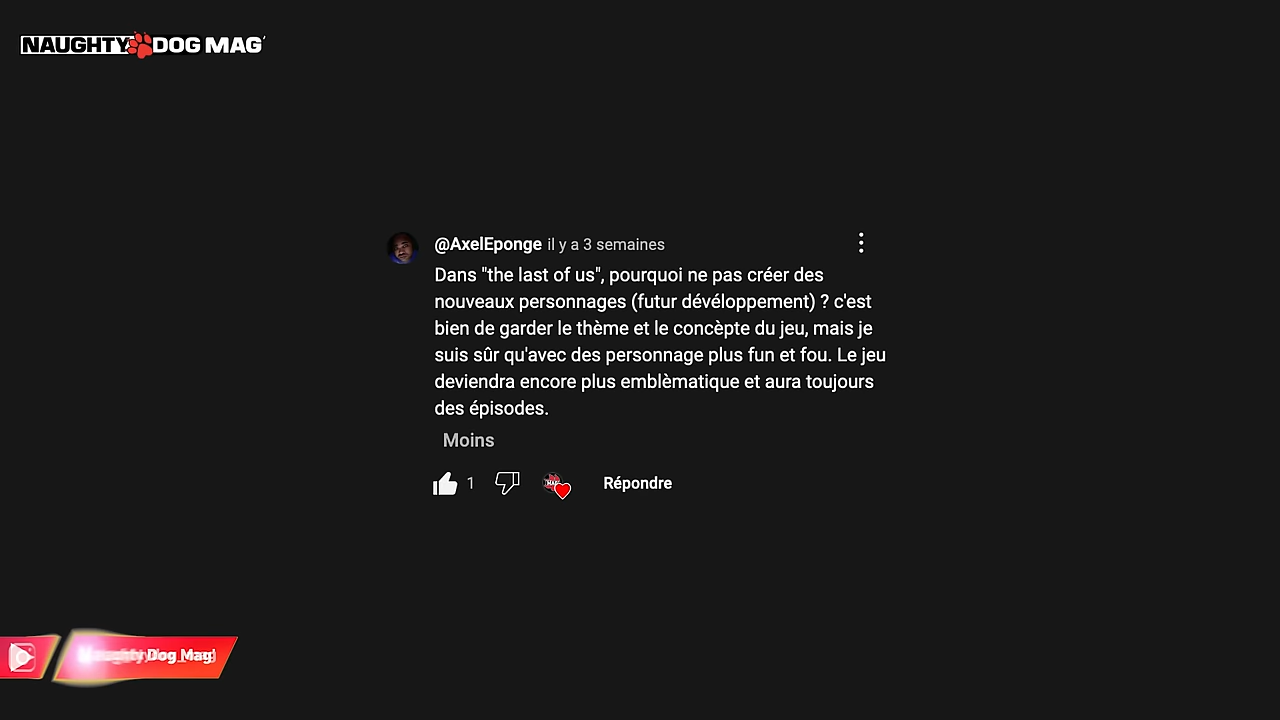 NAUGHTY DOG MAG'
@AxelEponge il y a 3 semaines
Dans "the last of us", pourquoi ne pas créer des
nouveaux personnages (futur dévéloppement) ? c'est
bien de garder le thème et le concèpte du jeu, mais je
suis sûr qu'avec des personnage plus fun et fou. Le jeu
deviendra encore plus emblèmatique et aura toujours
des épisodes.
Moins
1
Répondre
Dog Mag